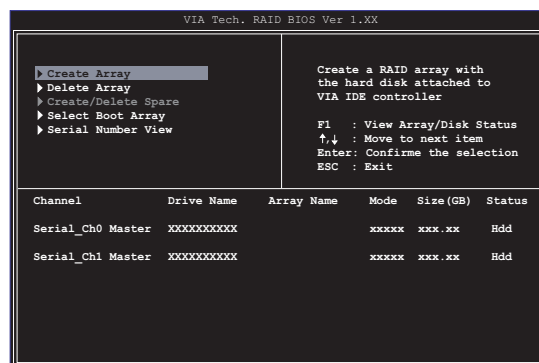 VIA Tech. RAID BIOS Ver 1.XX
Create Array
Delete Array
Create/Delete Spare
Select Boot Array
Serial Number View
Create a RAID array with
the hard disk attached to
VIA IDE controller
F1 : View Array/Disk Status
↑,↓ : Move to next item
Enter: Confirme the selection
ESC : Exit
Channel Drive Name Array Name Mode Size(GB) Status
Serial_Ch0 Master XXXXXXXXXX xxxxx xxx.xx Hdd
Serial_Ch1 Master XXXXXXXXXX xxxxx xxx.xx Hdd